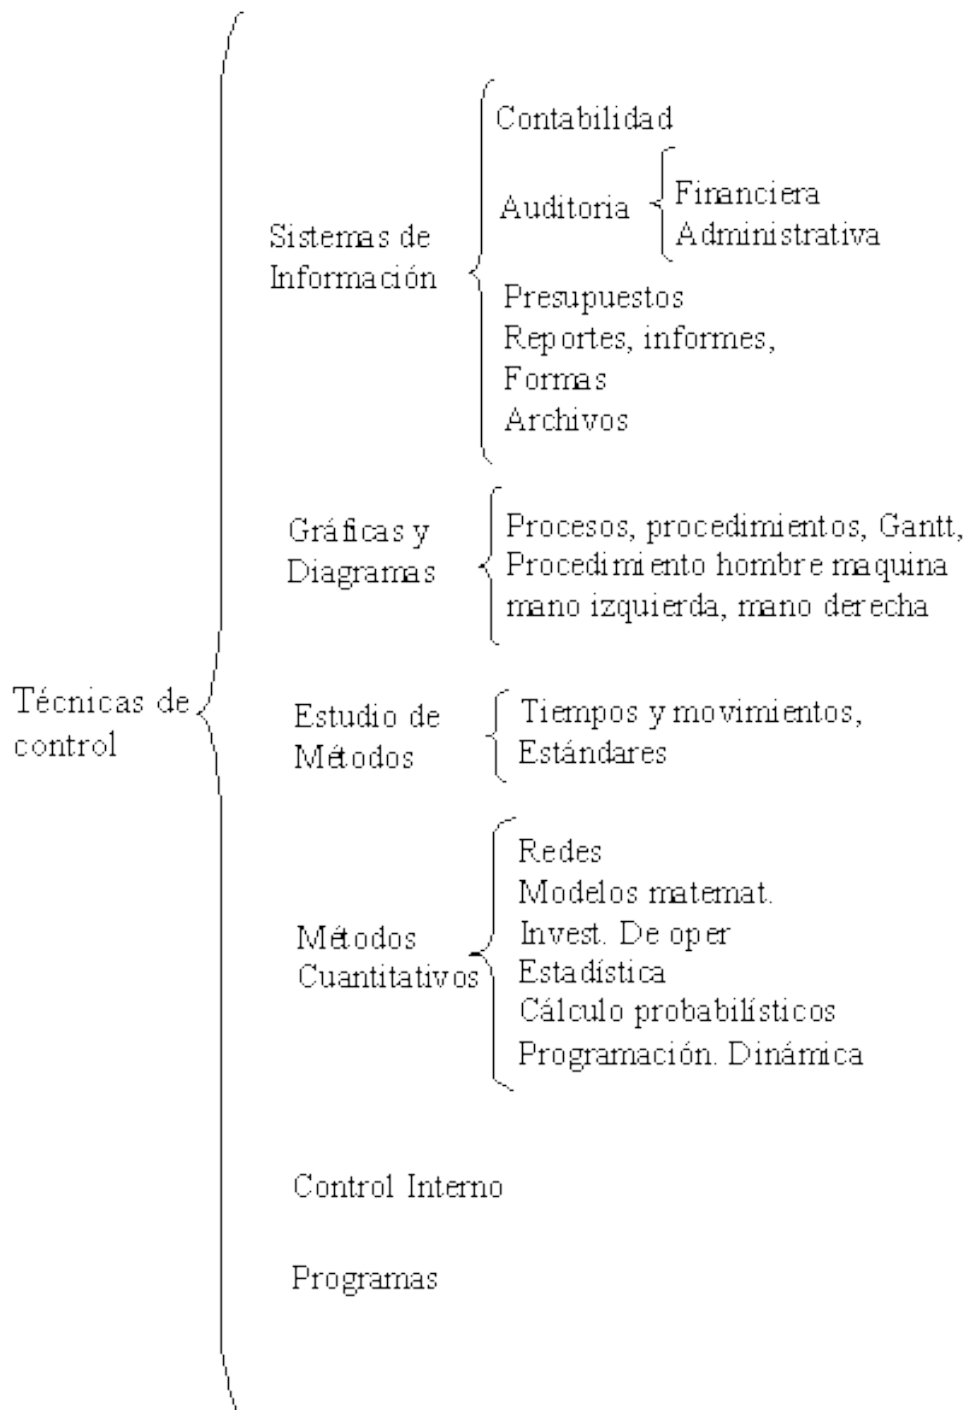 Técnicas de
control
Sistemas de
Información
Contabilidad
Auditoria
Financiera
Administrativa
Presupuestos
Reportes, informes,
Formas
Archivos
Gráficas y
Diagramas
Procesos, procedimientos, Gantt,
Procedimiento hombre maquina
mano izquierda, mano derecha
Estudio de
Métodos
Tiempos y movimientos,
Estándares
Métodos
Cuantitativos
Redes
Modelos matemat.
Invest. De oper
Estadística
Cálculo probabilísticos
Programación. Dinámica
Control Interno
Programas